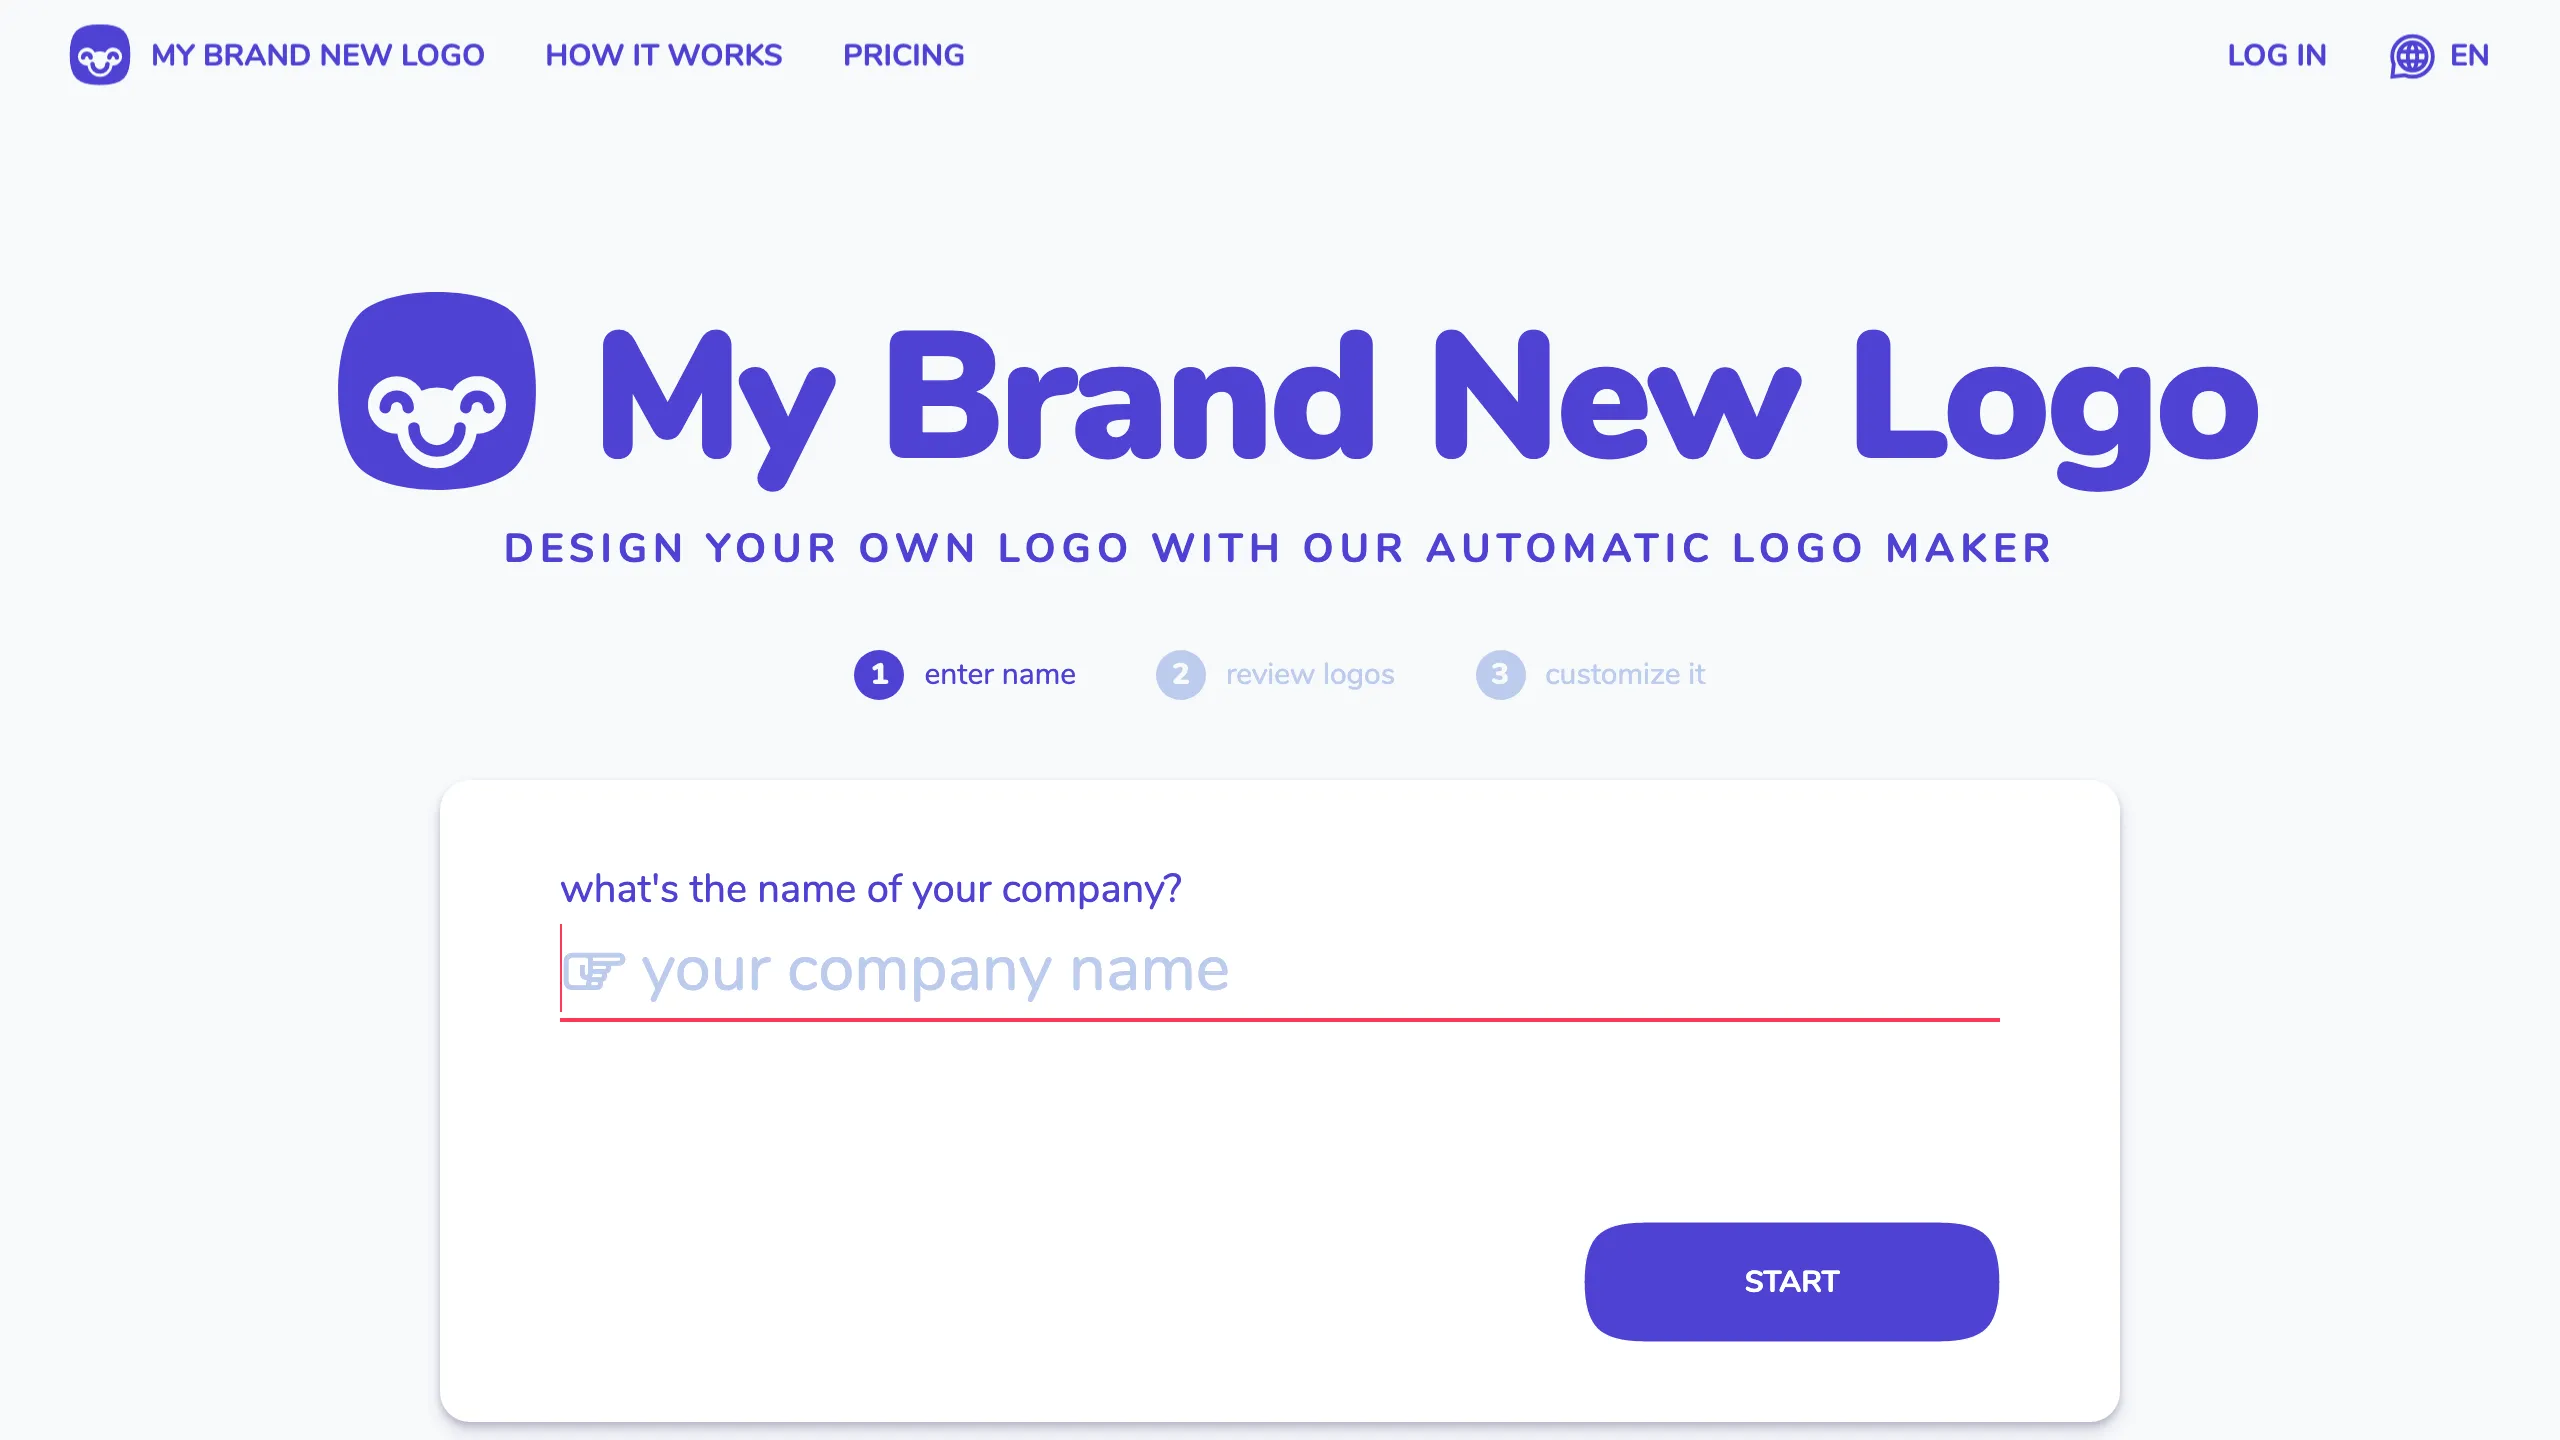 MY BRAND NEW LOGO HOW IT WORKS PRICING LOG IN EN
My Brand New Logo
DESIGN YOUR OWN LOGO WITH OUR AUTOMATIC LOGO MAKER
1 enter name 2 review logos 3 customize it
what's the name of your company?
your company name
START